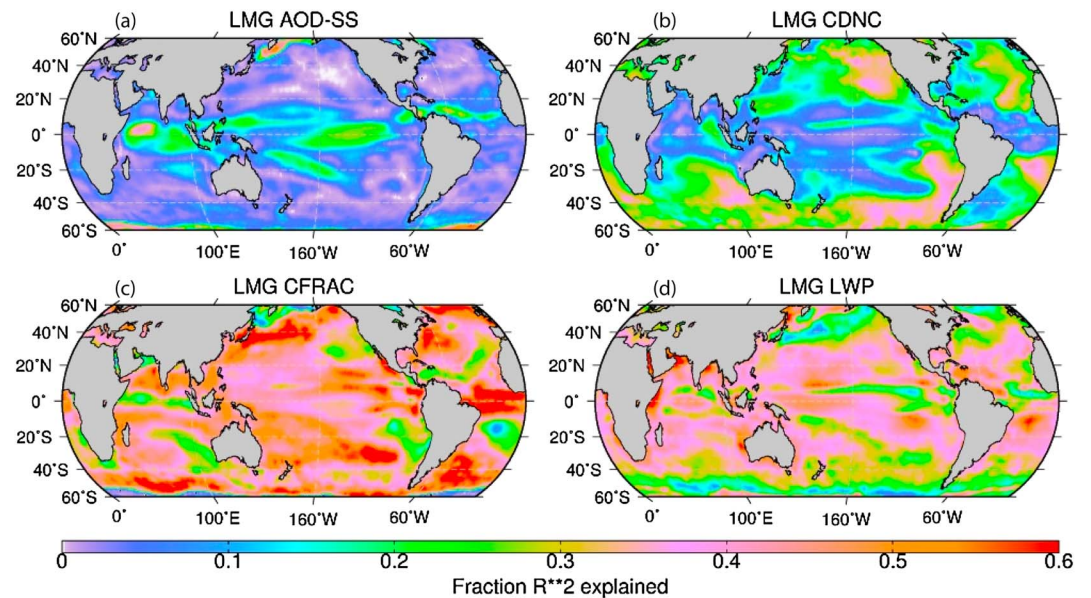 (a) LMG AOD-SS
60˚N
40˚N
20˚N
0˚
20˚S
40˚S
60˚S
0˚ 100˚E 160˚W 60˚W
(b) LMG CDNC
60˚N
40˚N
20˚N
0˚
20˚S
40˚S
60˚S
0˚ 100˚E 160˚W 60˚W
(c) LMG CFRAC
60˚N
40˚N
20˚N
0˚
20˚S
40˚S
60˚S
0˚ 100˚E 160˚W 60˚W
(d) LMG LWP
60˚N
40˚N
20˚N
0˚
20˚S
40˚S
60˚S
0˚ 100˚E 160˚W 60˚W
0 0.1 0.2 0.3 0.4 0.5 0.6
Fraction R**2 explained